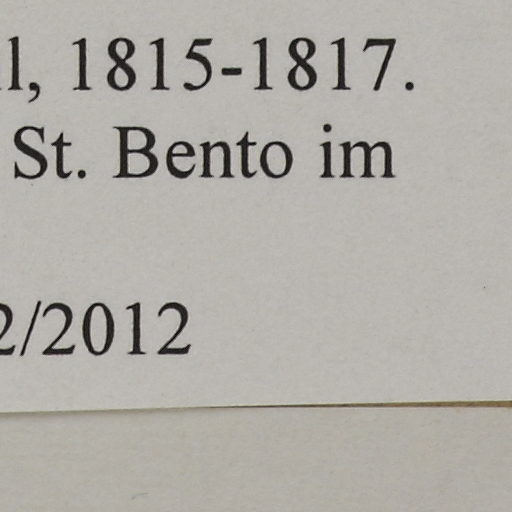 l, 1815-1817.
St. Bento im
2/2012